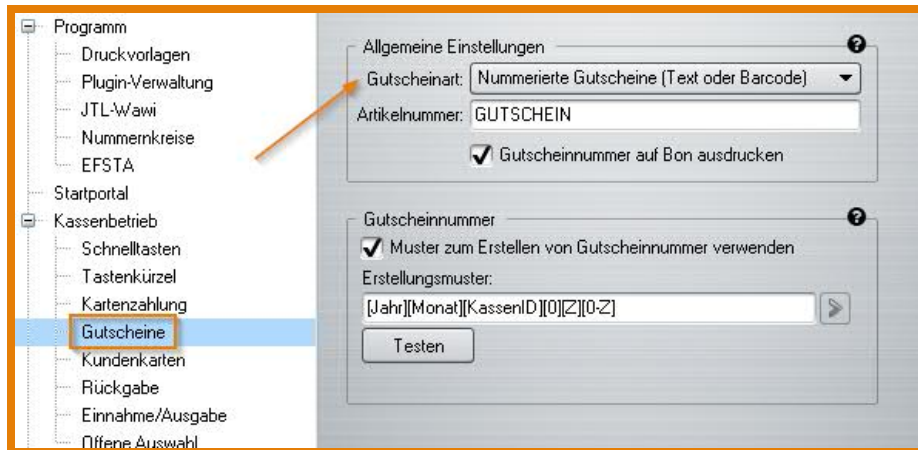 Programm
Druckvorlagen
Plugin-Verwaltung
JTL-Wawi
Nummernkreise
EFSTA
Startportal
Kassenbetrieb
Schnelltasten
Tastenkürzel
Kartenzahlung
Gutscheine
Kundenkarten
Rückgabe
Einnahme/Ausgabe
Offene Auswahl
Allgemeine Einstellungen
Gutscheinart: Nummerierte Gutscheine (Text oder Barcode)
Artikelnummer: GUTSCHEIN
Gutscheinnummer auf Bon ausdrucken
Gutscheinnummer
Muster zum Erstellen von Gutscheinnummer verwenden
Erstellungsmuster:
[Jahr][Monat][KassenID][0][Z][0-Z]
Testen